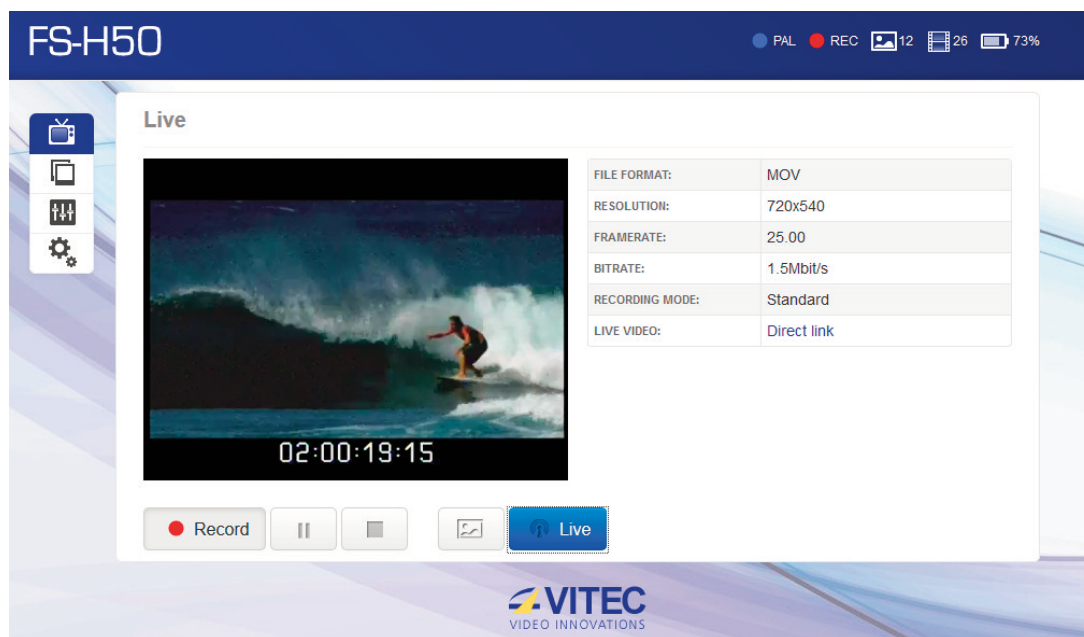 FS-H50
PAL REC 12 26 73%
Live
FILE FORMAT: MOV
RESOLUTION: 720x540
FRAMERATE: 25.00
BITRATE: 1.5Mbit/s
RECORDING MODE: Standard
LIVE VIDEO: Direct link
02:00:19:15
Record Live
VITEC
VIDEO INNOVATIONS